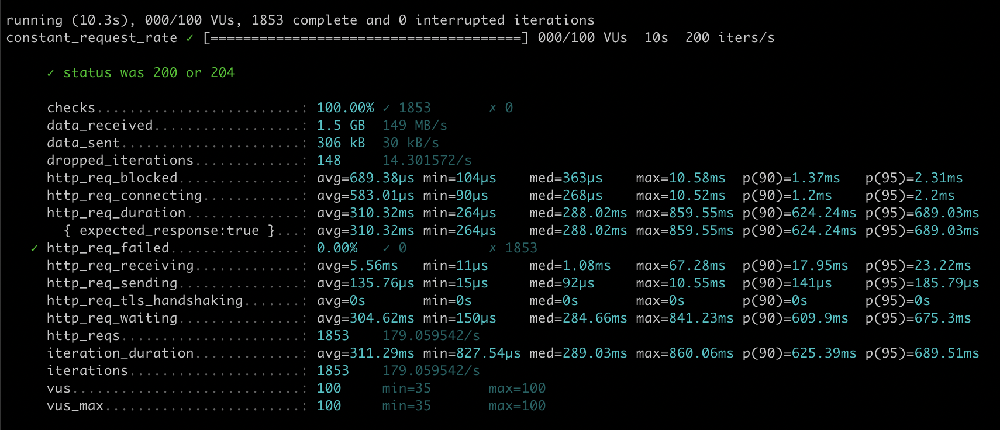 running (10.3s), 000/100 VUs, 1853 complete and 0 interrupted iterations
constant_request_rate ✓ [======================================] 000/100 VUs  10s  200 iters/s
✓ status was 200 or 204
checks.........................: 100.00% ✓ 1853       ✗ 0
data_received..................: 1.5 GB  149 MB/s
data_sent......................: 306 kB  30 kB/s
dropped_iterations.............: 148     14.301572/s
http_req_blocked...............: avg=689.38µs min=104µs    med=363µs    max=10.58ms  p(90)=1.37ms   p(95)=2.31ms
http_req_connecting............: avg=583.01µs min=90µs     med=268µs    max=10.52ms  p(90)=1.2ms    p(95)=2.2ms
http_req_duration..............: avg=310.32ms min=264µs    med=288.02ms max=859.55ms p(90)=624.24ms p(95)=689.03ms
{ expected_response:true }...: avg=310.32ms min=264µs    med=288.02ms max=859.55ms p(90)=624.24ms p(95)=689.03ms
✓ http_req_failed................: 0.00%   ✓ 0          ✗ 1853
http_req_receiving.............: avg=5.56ms   min=11µs     med=1.08ms   max=67.28ms  p(90)=17.95ms  p(95)=23.22ms
http_req_sending...............: avg=135.76µs min=15µs     med=92µs     max=10.55ms  p(90)=141µs    p(95)=185.79µs
http_req_tls_handshaking.......: avg=0s       min=0s       med=0s       max=0s       p(90)=0s       p(95)=0s
http_req_waiting...............: avg=304.62ms min=150µs    med=284.66ms max=841.23ms p(90)=609.9ms  p(95)=675.3ms
http_reqs......................: 1853    179.059542/s
iteration_duration.............: avg=311.29ms min=827.54µs med=289.03ms max=860.06ms p(90)=625.39ms p(95)=689.51ms
iterations.....................: 1853    179.059542/s
vus............................: 100     min=35       max=100
vus_max........................: 100     min=35       max=100